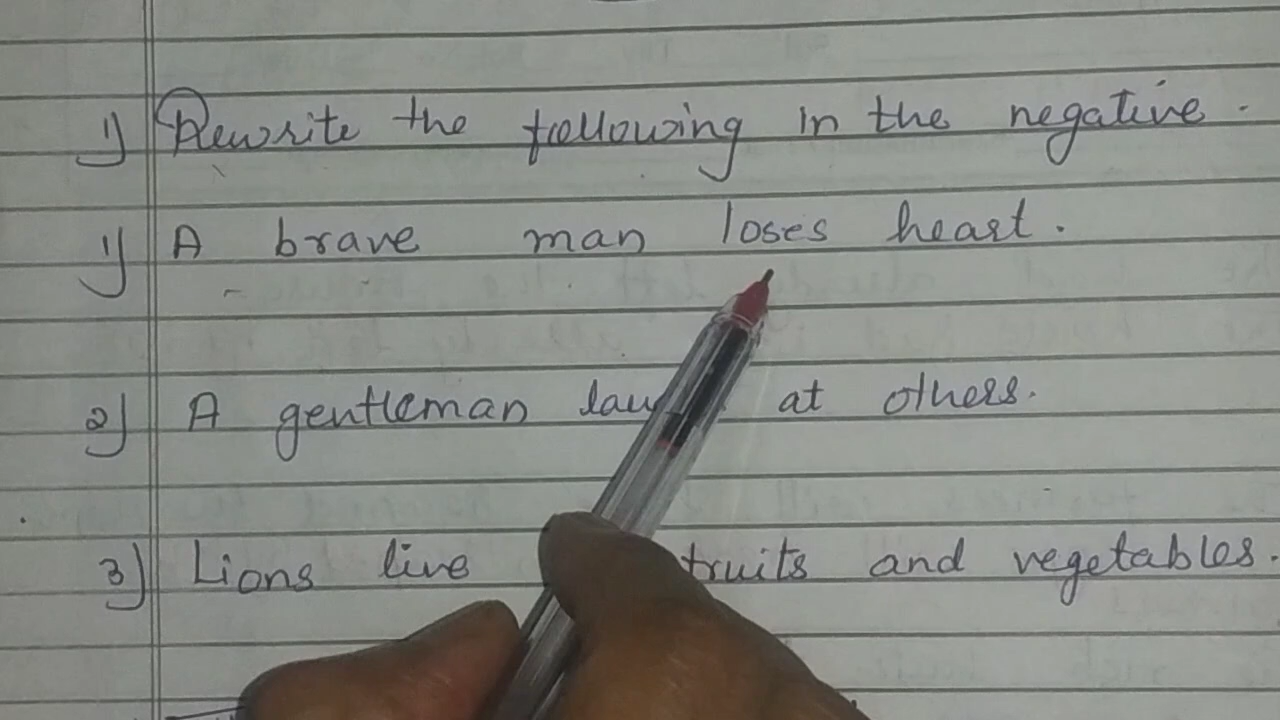 1) Rewrite the following in the negative.
1) A brave man loses heart.
2) A gentleman at others.
3) Lions live fruits and vegetables.